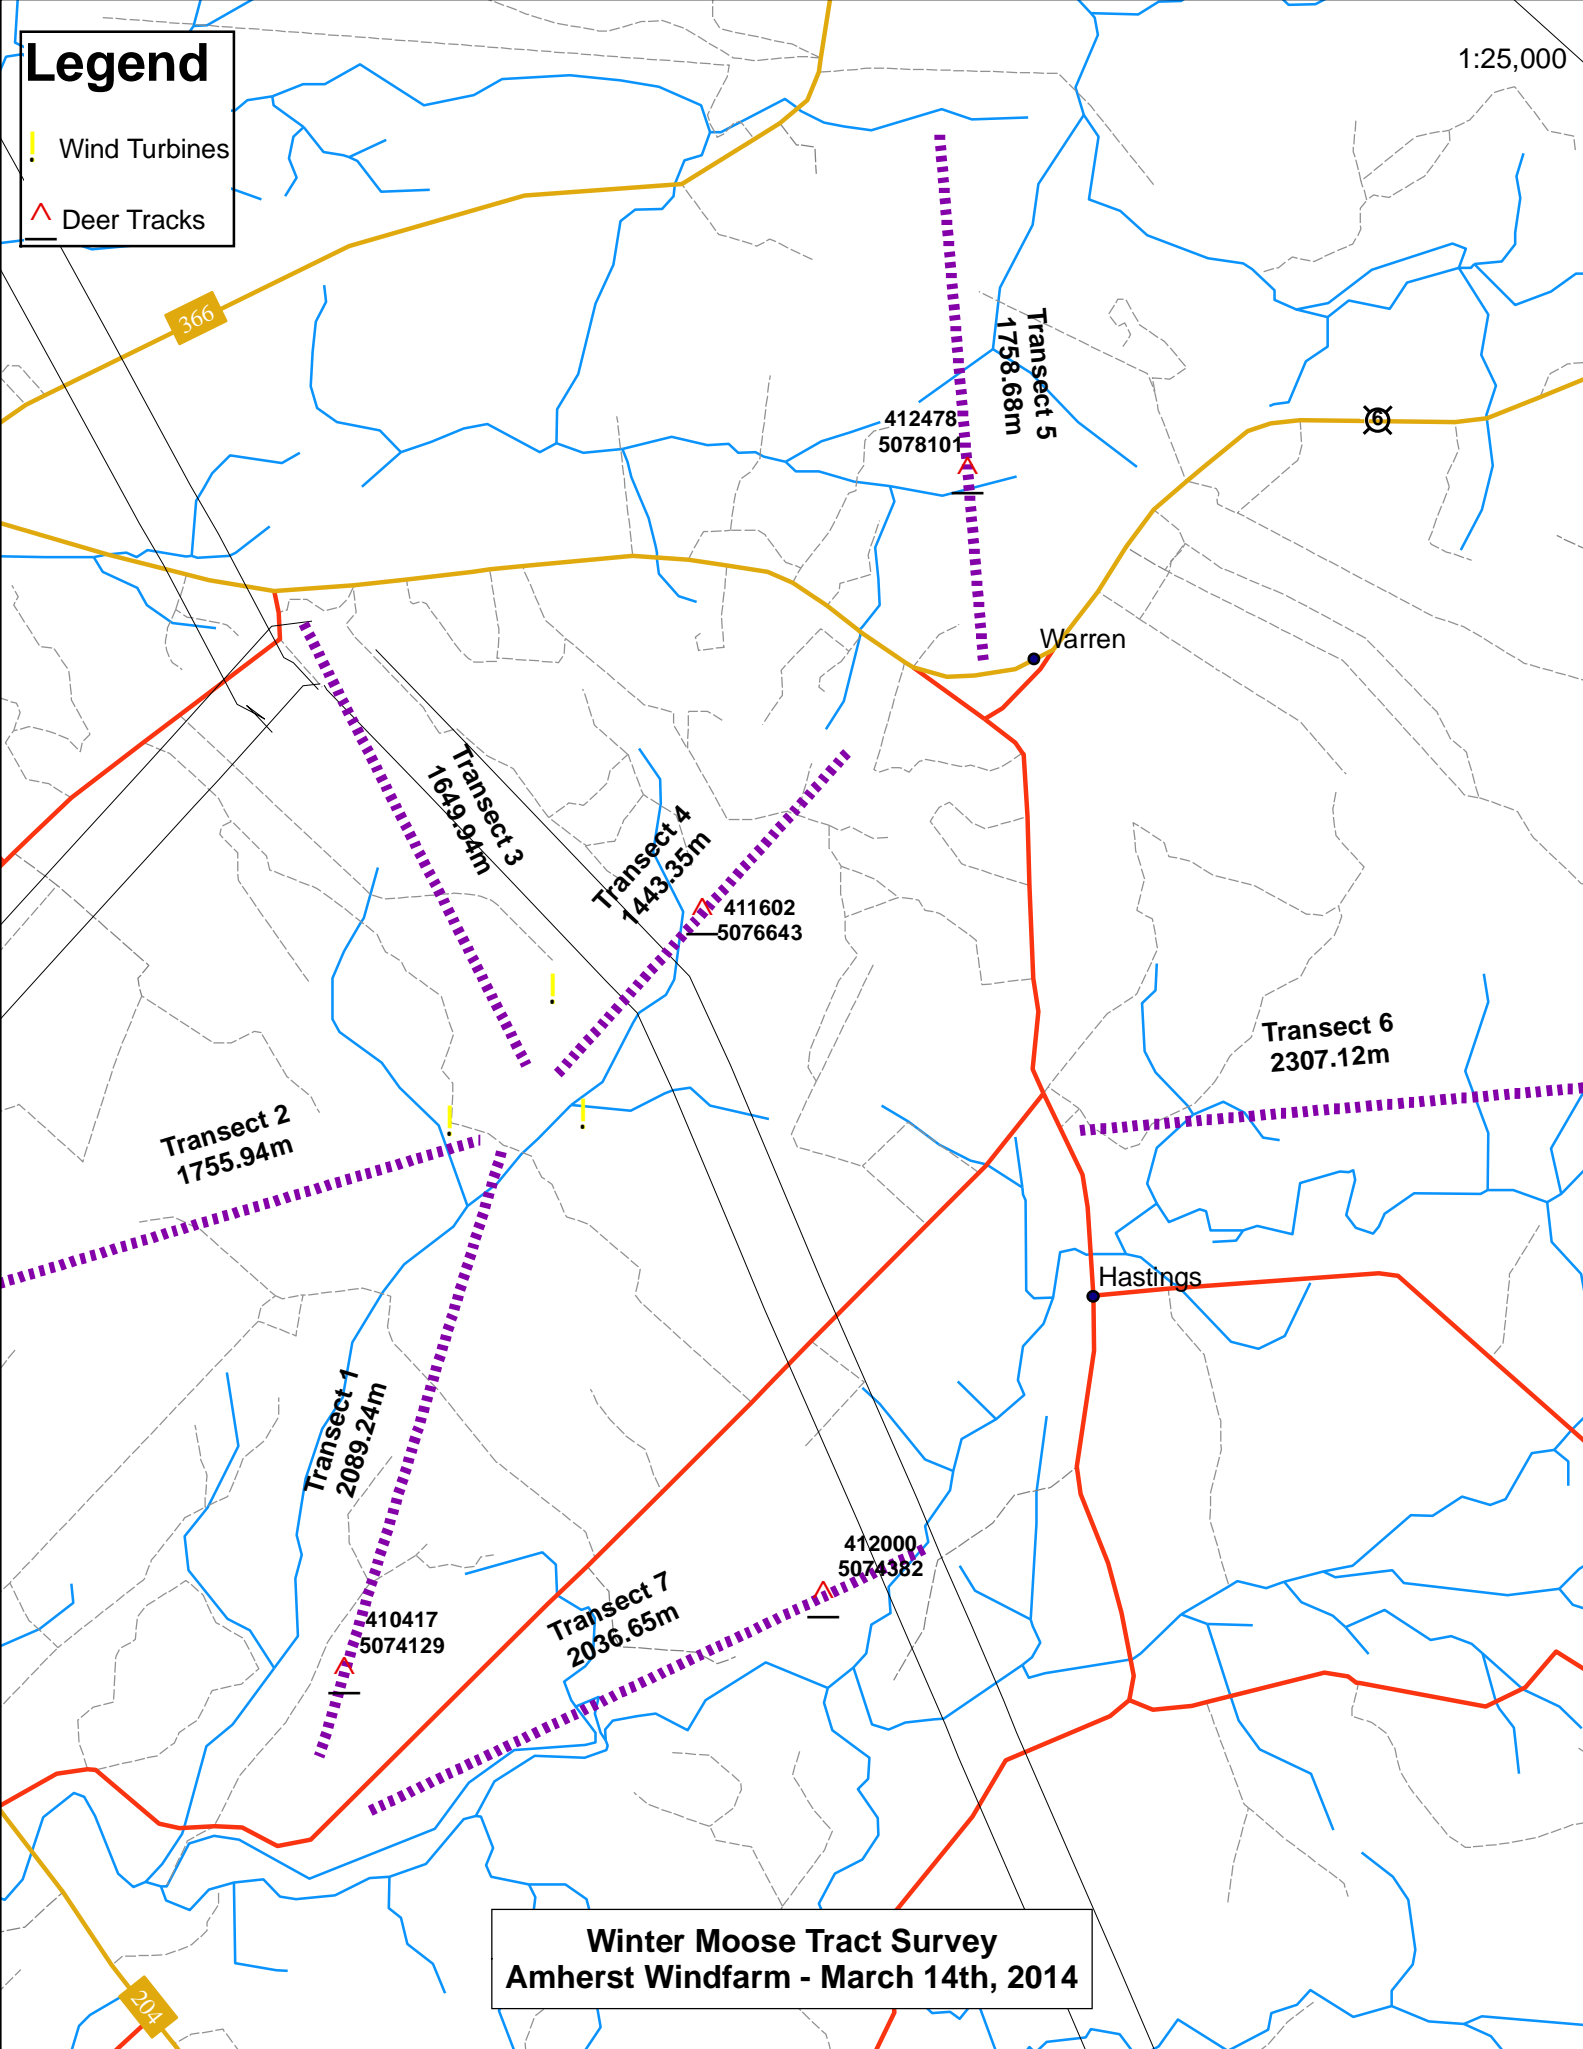 Legend
1:25,000
! Wind Turbines
Deer Tracks
366
Transect 5
1758.68m
412478
5078101
6
Warren
Transect 3
1649.94m
Transect 4
1443.35m
411602
5076643
Transect 6
2307.12m
Transect 2
1755.94m
Hastings
Transect 1
2089.24m
412000
5074382
Transect 7
2036.65m
410417
5074129
Winter Moose Tract Survey
Amherst Windfarm - March 14th, 2014
204